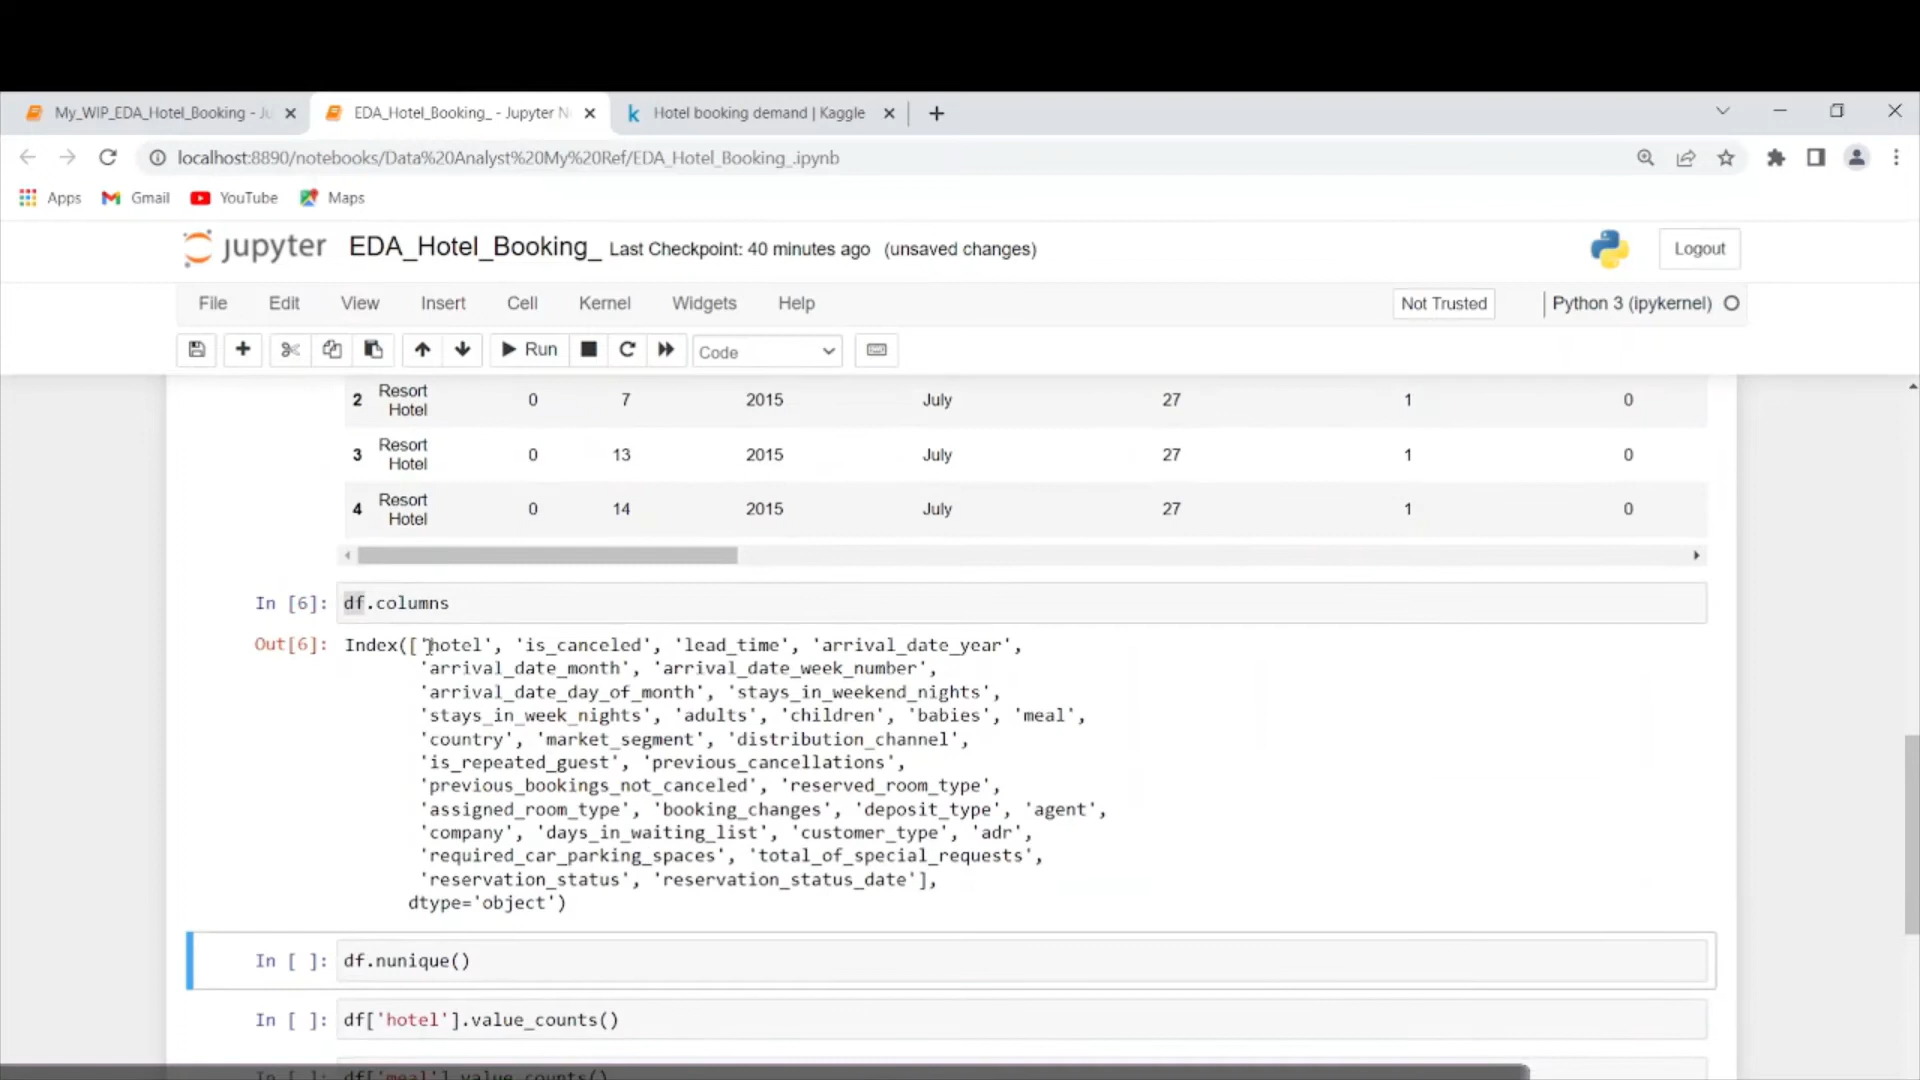 My_WIP_EDA_Hotel_Booking - Ju
EDA_Hotel_Booking_ - Jupyter N
Hotel booking demand | Kaggle
localhost:8890/notebooks/Data%20Analyst%20My%20Ref/EDA_Hotel_Booking_.ipynb
Apps Gmail YouTube Maps
jupyter EDA_Hotel_Booking_ Last Checkpoint: 40 minutes ago (unsaved changes) Logout
File Edit View Insert Cell Kernel Widgets Help Not Trusted Python 3 (ipykernel)
Run Code
2 Resort Hotel 0 7 2015 July 27 1 0
3 Resort Hotel 0 13 2015 July 27 1 0
4 Resort Hotel 0 14 2015 July 27 1 0
In [6]: df.columns
Out[6]: Index(['hotel', 'is_canceled', 'lead_time', 'arrival_date_year',
'arrival_date_month', 'arrival_date_week_number',
'arrival_date_day_of_month', 'stays_in_weekend_nights',
'stays_in_week_nights', 'adults', 'children', 'babies', 'meal',
'country', 'market_segment', 'distribution_channel',
'is_repeated_guest', 'previous_cancellations',
'previous_bookings_not_canceled', 'reserved_room_type',
'assigned_room_type', 'booking_changes', 'deposit_type', 'agent',
'company', 'days_in_waiting_list', 'customer_type', 'adr',
'required_car_parking_spaces', 'total_of_special_requests',
'reservation_status', 'reservation_status_date'],
dtype='object')
In [ ]: df.nunique()
In [ ]: df['hotel'].value_counts()
df['meal'].value_counts()